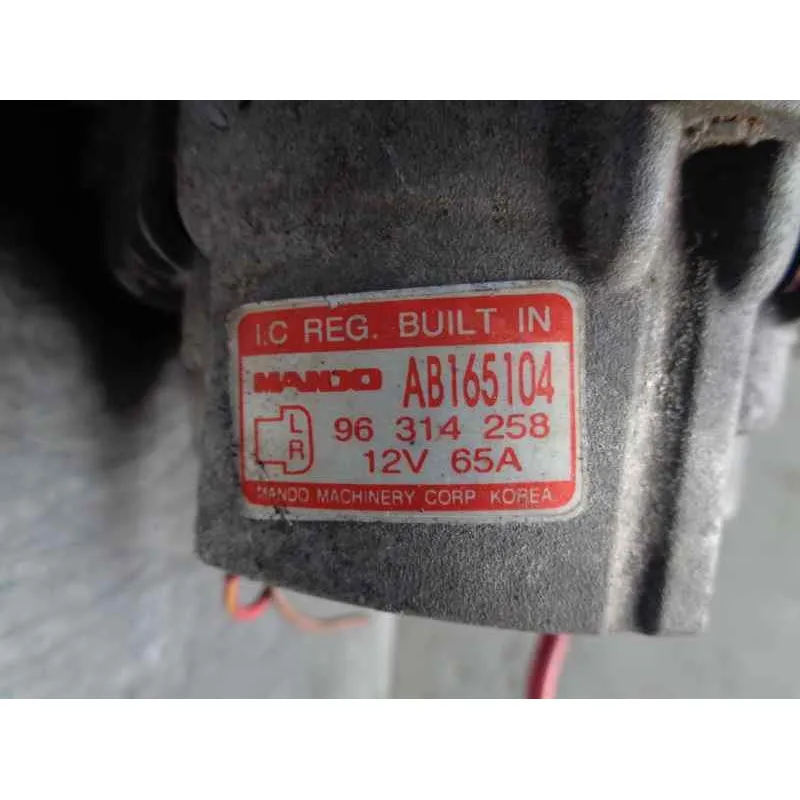 I.C REG. BUILT IN
MANDO AB165104
L 96 314 258
R 12V 65A
MANDO MACHINERY CORP KOREA